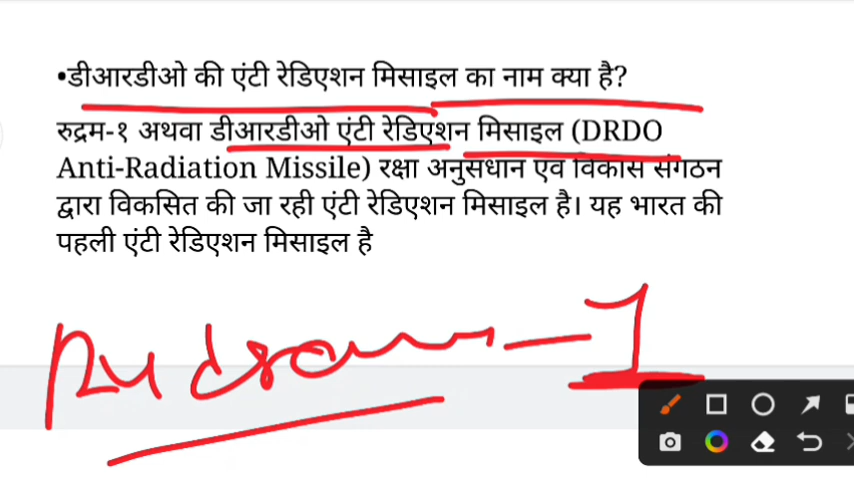 •डीआरडीओ की एंटी रेडिएशन मिसाइल का नाम क्या है?
रुद्रम-१ अथवा डीआरडीओ एंटी रेडिएशन मिसाइल (DRDO
Anti-Radiation Missile) रक्षा अनुसंधान एवं विकास संगठन
द्वारा विकसित की जा रही एंटी रेडिएशन मिसाइल है। यह भारत की
पहली एंटी रेडिएशन मिसाइल है
Rudram-1